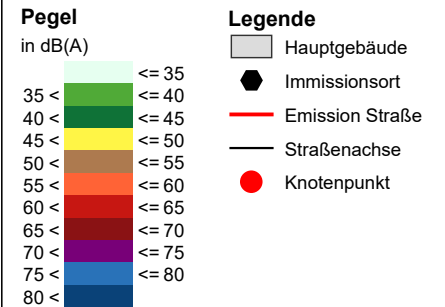 Pegel
in dB(A)
<= 35
35 < <= 40
40 < <= 45
45 < <= 50
50 < <= 55
55 < <= 60
60 < <= 65
65 < <= 70
70 < <= 75
75 < <= 80
80 <
Legende
Hauptgebäude
Immissionsort
Emission Straße
Straßenachse
Knotenpunkt